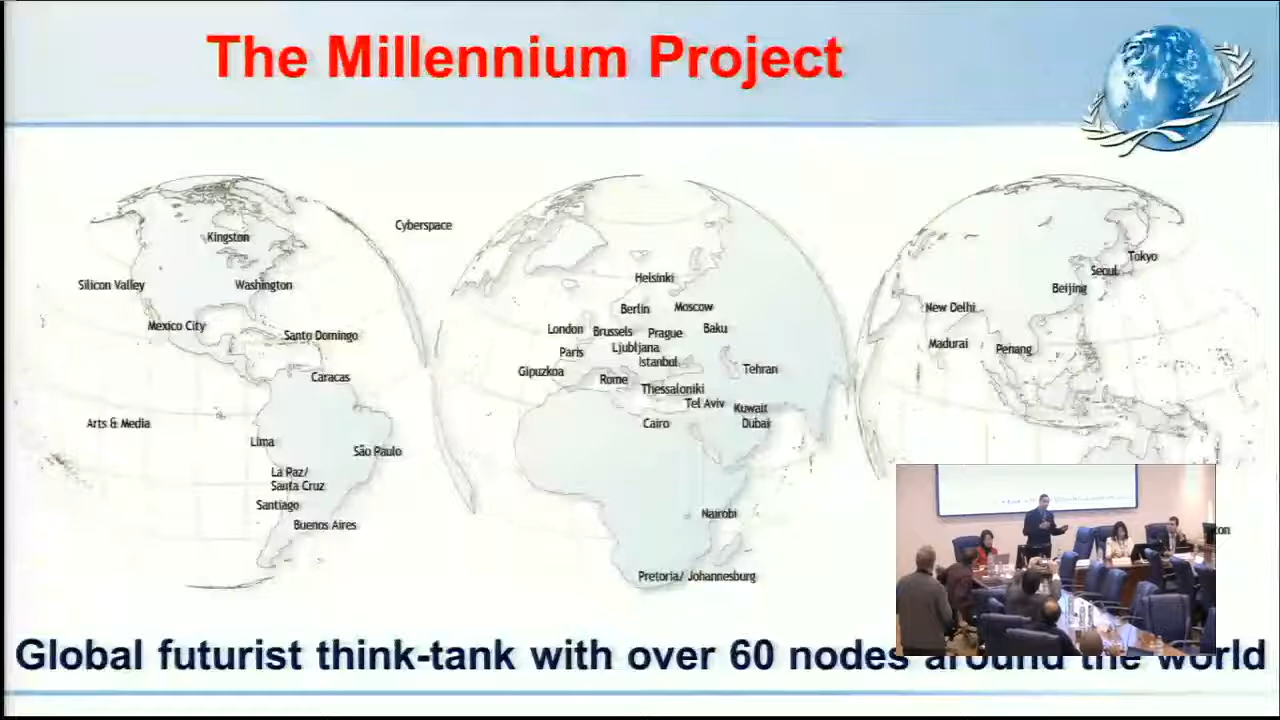 The Millennium Project
Cyberspace
Kingston
Silicon Valley
Washington
Mexico City
Santo Domingo
Caracas
Arts & Media
Lima
São Paulo
La Paz/
Santa Cruz
Santiago
Buenos Aires
Helsinki
Berlin
Moscow
London
Brussels
Prague
Baku
Ljubljana
Paris
Istanbul
Gipuzkoa
Rome
Tehran
Thessaloniki
Tel Aviv
Kuwait
Cairo
Dubai
Nairobi
Pretoria/ Johannesburg
Tokyo
Seoul
Beijing
New Delhi
Madurai
Penang
Global futurist think-tank with over 60 nodes around the world